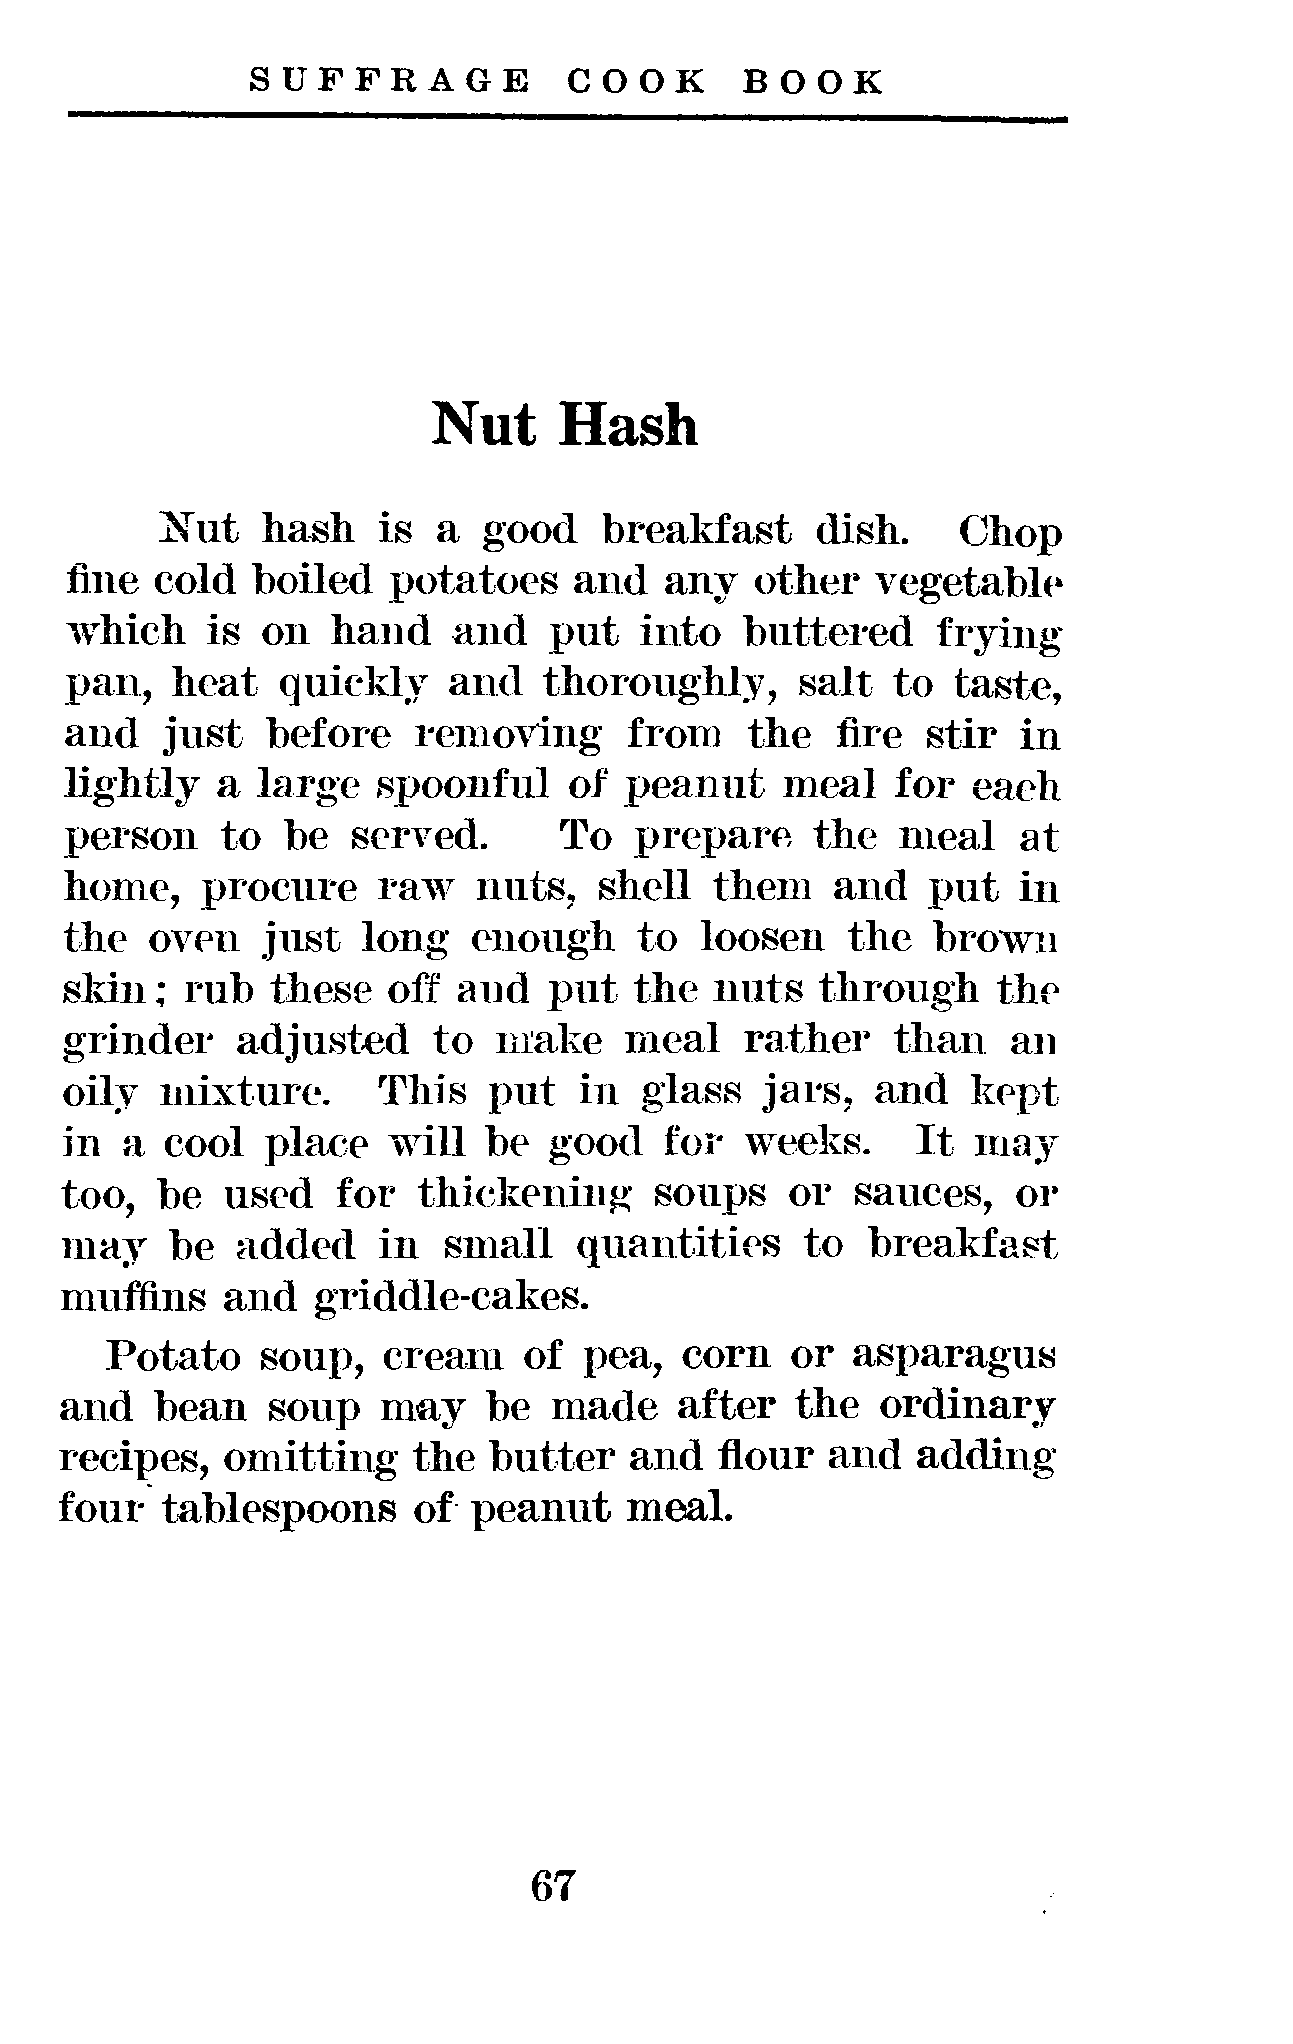 SUFFRAGE COOK BOOK
Nut Hash
Nut hash is a good breakfast dish. Chop
fine cold boiled potatoes and any other vegetable
which is on hand and put into buttered frying
pan, heat quickly and thoroughly, salt to taste,
and just before removing from the fire stir in
lightly a large spoonful of peanut meal for each
person to be served. To prepare the meal at
home, procure raw nuts, shell them and put in
the oven just long enough to loosen the brown
skin; rub these off and put the nuts through the
grinder adjusted to make meal rather than an
oily mixture. This put in glass jars, and kept
in a cool place will be good for weeks. It may
too, be used for thickening soups or sauces, or
may be added in small quantities to breakfast
muffins and griddle-cakes.
Potato soup, cream of pea, corn or asparagus
and bean soup may be made after the ordinary
recipes, omitting the butter and flour and adding
four tablespoons of peanut meal.
67